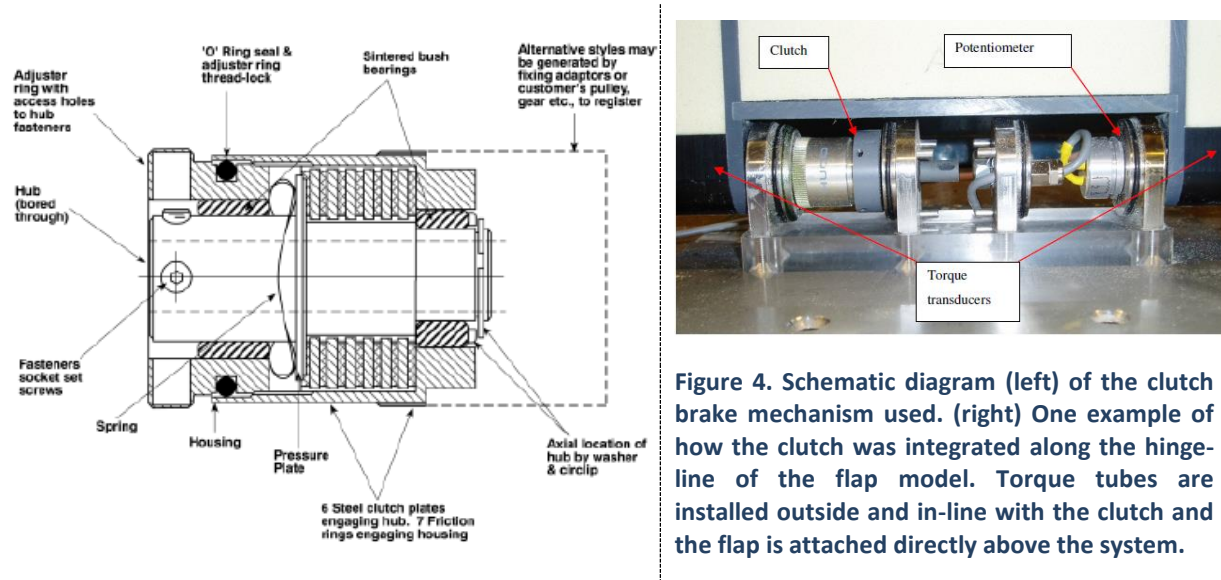 'O' Ring seal &
adjuster ring
thread-lock
Sintered bush
bearings
Alternative styles may
be generated by
fixing adaptors or
customer's pulley,
gear etc., to register
Adjuster
ring with
access holes
to hub
fasteners
Hub
(bored
through)
Fasteners
socket set
screws
Spring
Housing
Pressure
Plate
6 Steel clutch plates
engaging hub. 7 Friction
rings engaging housing
Axial location of
hub by washer
& circlip
Clutch
Potentiometer
Torque
transducers
Figure 4. Schematic diagram (left) of the clutch
brake mechanism used. (right) One example of
how the clutch was integrated along the hinge-
line of the flap model. Torque tubes are
installed outside and in-line with the clutch and
the flap is attached directly above the system.